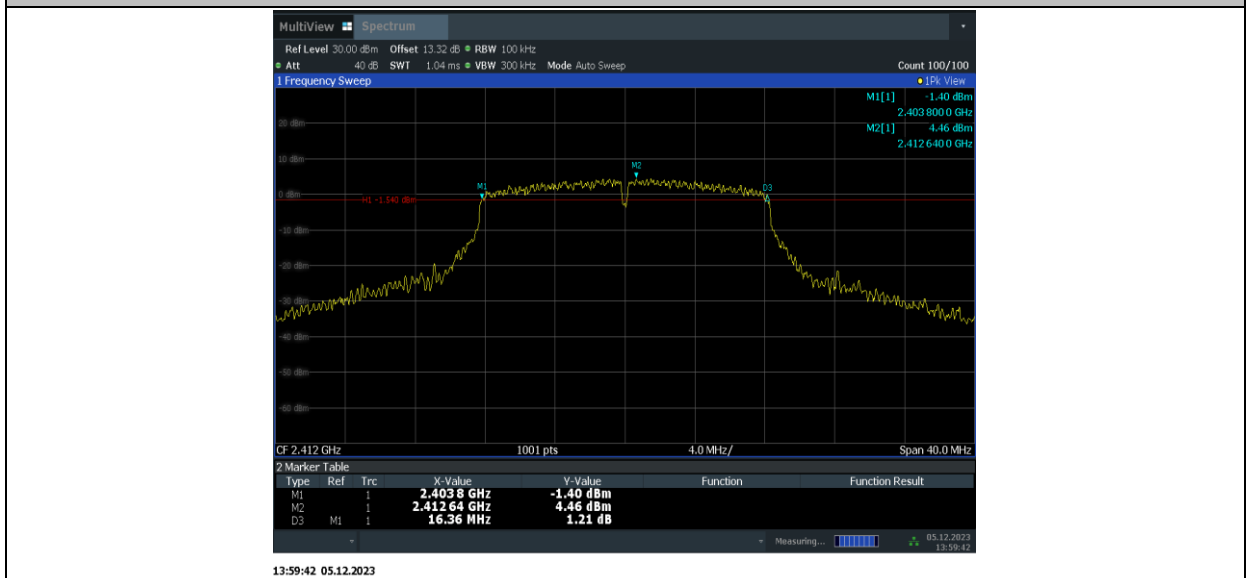 MultiView Spectrum
Ref Level 30.00 dBm Offset 13.32 dB RBW 100 kHz
Att 40 dB SWT 1.04 ms VBW 300 kHz Mode Auto Sweep Count 100/100
1 Frequency Sweep 1Pk View
M1[1] -1.40 dBm
2.403 800 0 GHz
M2[1] 4.46 dBm
2.412 640 0 GHz
20 dBm
10 dBm
M2
M1
D3
0 dBm
H1 -1.540 dBm
-10 dBm
-20 dBm
-30 dBm
-40 dBm
-50 dBm
-60 dBm
CF 2.412 GHz 1001 pts 4.0 MHz/ Span 40.0 MHz
2 Marker Table
Type Ref Trc X-Value Y-Value Function Function Result
M1 1 2.403 8 GHz -1.40 dBm
M2 1 2.412 64 GHz 4.46 dBm
D3 M1 1 16.36 MHz 1.21 dB
Measuring... 05.12.2023
13:59:42
13:59:42 05.12.2023